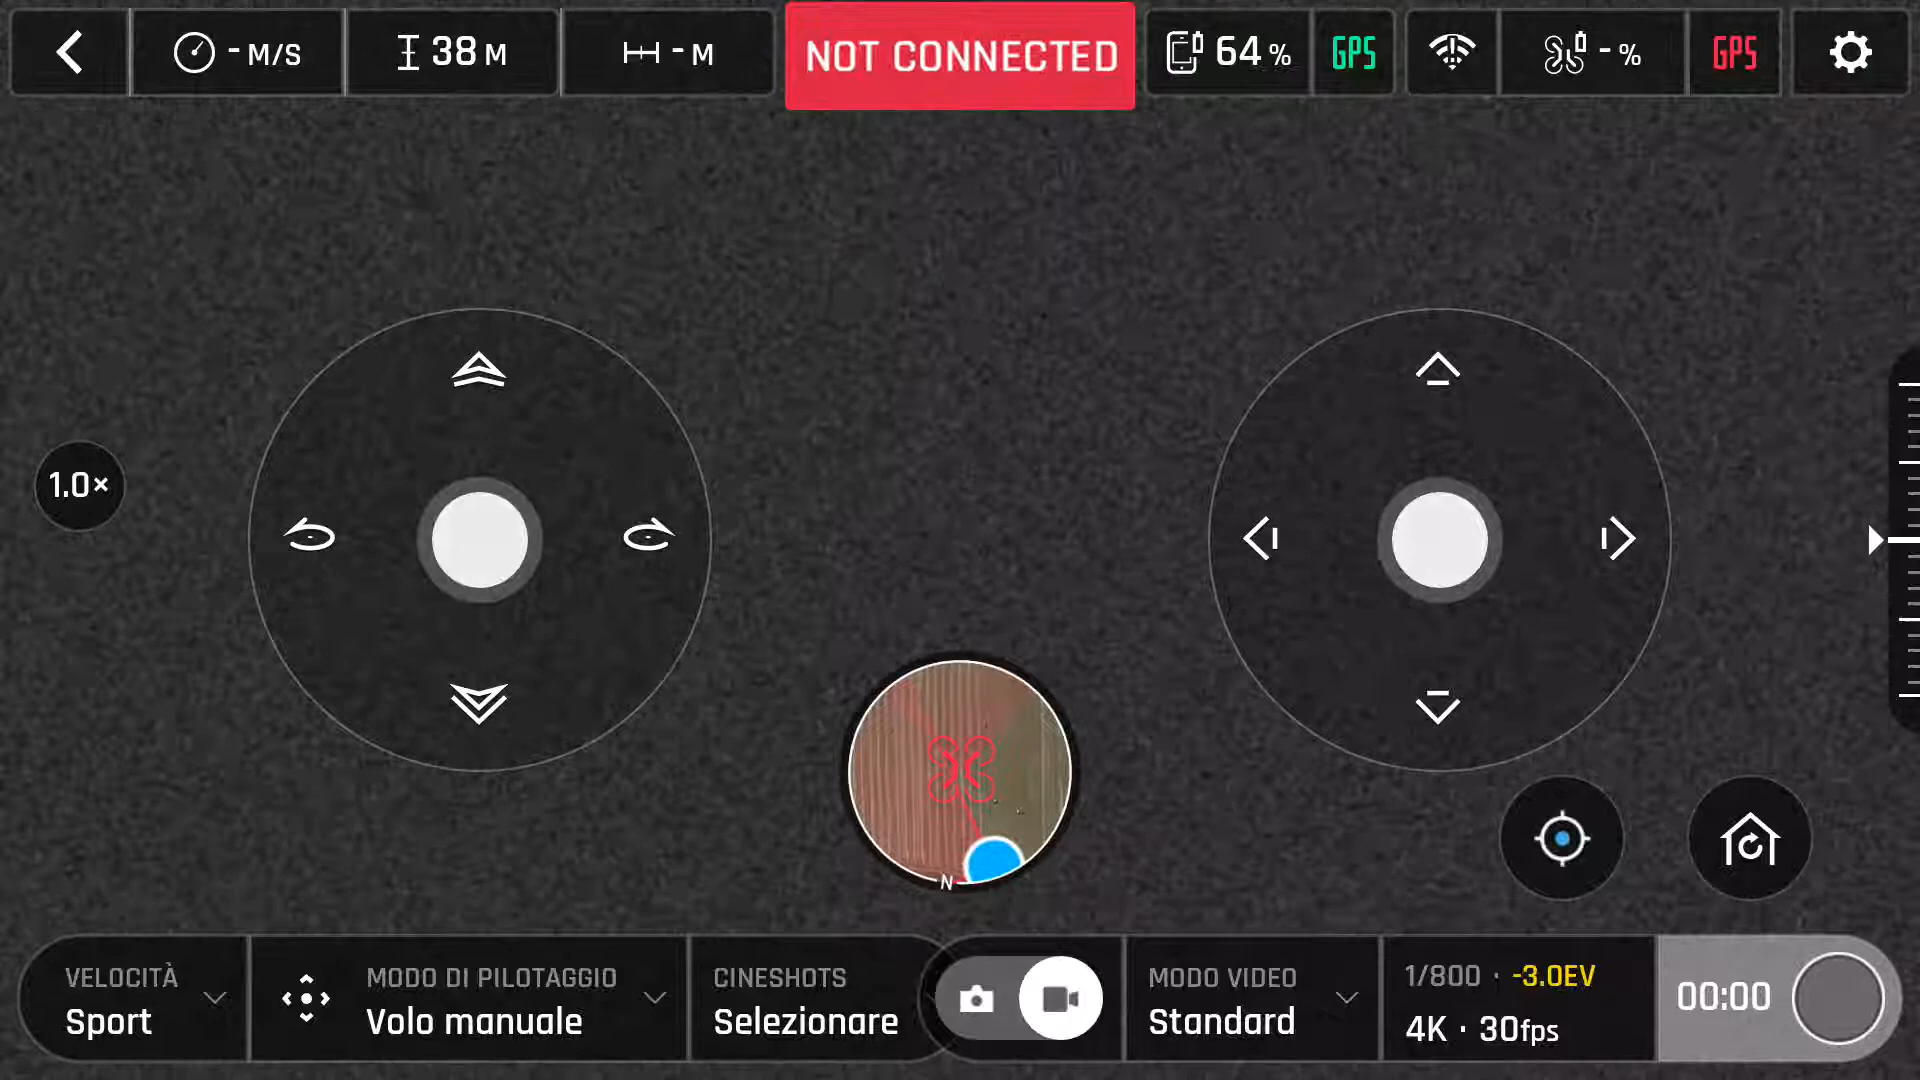 - M/S
38 M
- M
NOT CONNECTED
64 %
GPS
- %
GPS
1.0×
N
VELOCITÀ
Sport
MODO DI PILOTAGGIO
Volo manuale
CINESHOTS
Selezionare
MODO VIDEO
Standard
1/800 · -3.0EV
4K · 30fps
00:00